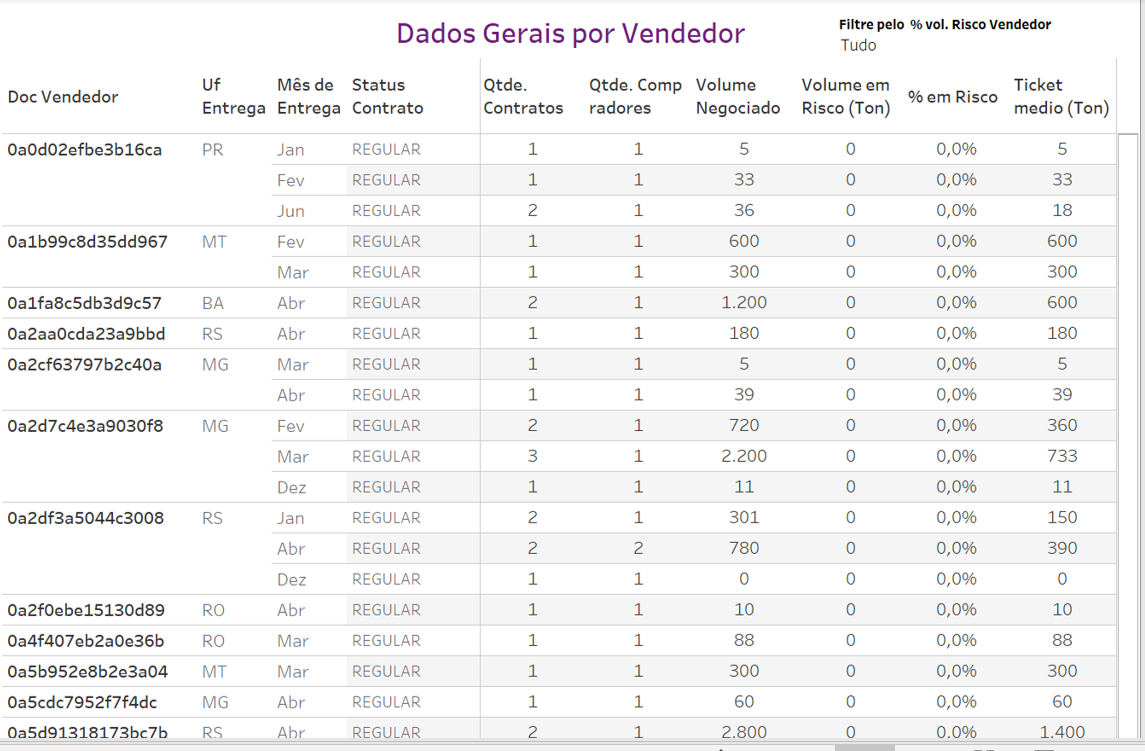 Dados Gerais por Vendedor
Filtre pelo % vol. Risco Vendedor
Tudo
Doc Vendedor Uf Entrega Mês de Entrega Status Contrato Qtde. Contratos Qtde. Comp radores Volume Negociado Volume em Risco (Ton) % em Risco Ticket medio (Ton)
0a0d02efbe3b16ca PR Jan REGULAR 1 1 5 0 0,0% 5
Fev REGULAR 1 1 33 0 0,0% 33
Jun REGULAR 2 1 36 0 0,0% 18
0a1b99c8d35dd967 MT Fev REGULAR 1 1 600 0 0,0% 600
Mar REGULAR 1 1 300 0 0,0% 300
0a1fa8c5db3d9c57 BA Abr REGULAR 2 1 1.200 0 0,0% 600
0a2aa0cda23a9bbd RS Abr REGULAR 1 1 180 0 0,0% 180
0a2cf63797b2c40a MG Mar REGULAR 1 1 5 0 0,0% 5
Abr REGULAR 1 1 39 0 0,0% 39
0a2d7c4e3a9030f8 MG Fev REGULAR 2 1 720 0 0,0% 360
Mar REGULAR 3 1 2.200 0 0,0% 733
Dez REGULAR 1 1 11 0 0,0% 11
0a2df3a5044c3008 RS Jan REGULAR 2 1 301 0 0,0% 150
Abr REGULAR 2 2 780 0 0,0% 390
Dez REGULAR 1 1 0 0 0,0% 0
0a2f0ebe15130d89 RO Abr REGULAR 1 1 10 0 0,0% 10
0a4f407eb2a0e36b RO Mar REGULAR 1 1 88 0 0,0% 88
0a5b952e8b2e3a04 MT Mar REGULAR 1 1 300 0 0,0% 300
0a5cdc7952f7f4dc MG Abr REGULAR 1 1 60 0 0,0% 60
0a5d91318173bc7b RS Abr REGULAR 2 1 2.800 0 0,0% 1.400